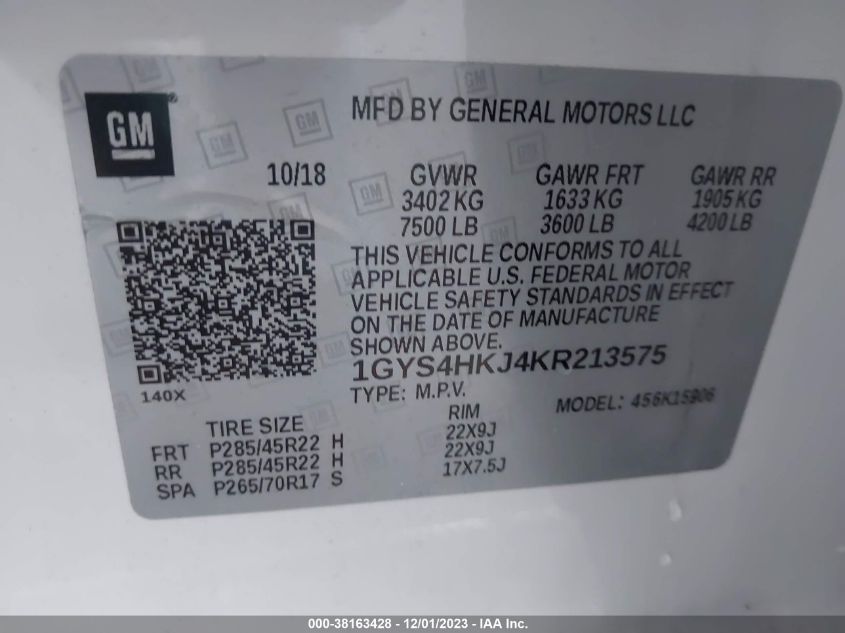 GM
MFD BY GENERAL MOTORS LLC
10/18 GVWR GAWR FRT GAWR RR
3402 KG 1633 KG 1905 KG
7500 LB 3600 LB 4200 LB
THIS VEHICLE CONFORMS TO ALL
APPLICABLE U.S. FEDERAL MOTOR
VEHICLE SAFETY STANDARDS IN EFFECT
ON THE DATE OF MANUFACTURE
SHOWN ABOVE.
1GYS4HKJ4KR213575
140X
TYPE: M.P.V. MODEL: 456K15906
TIRE SIZE RIM
FRT P285/45R22 H 22X9J
RR P285/45R22 H 22X9J
SPA P265/70R17 S 17X7.5J
000-38163428 - 12/01/2023 - IAA Inc.